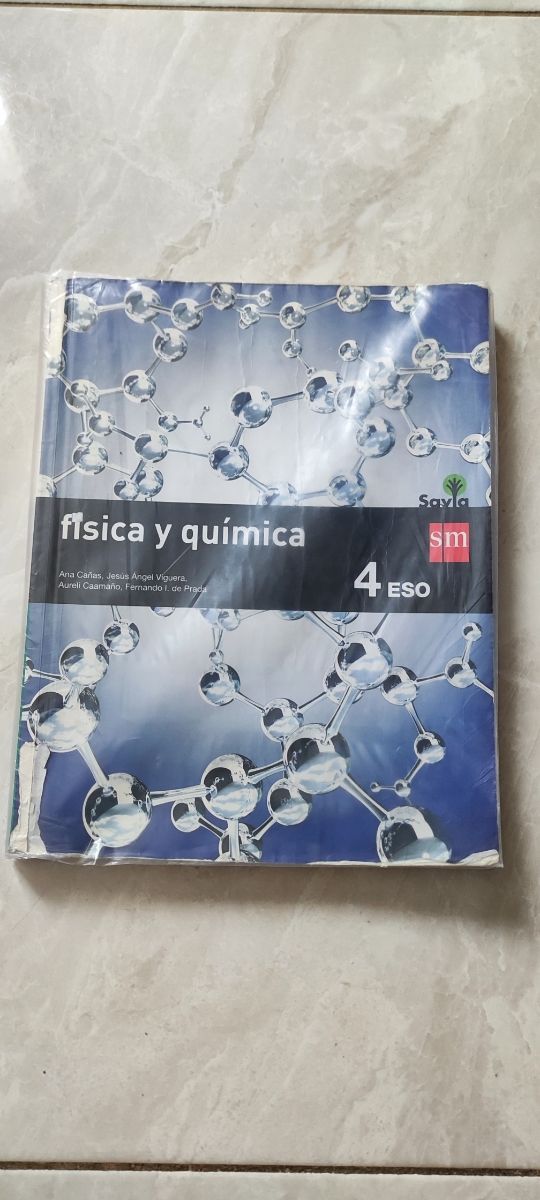 Savia
sm
física y química
4 ESO
Ana Cañas, Jesús Ángel Viguera,
Aureli Caamaño, Fernando I. de Prada